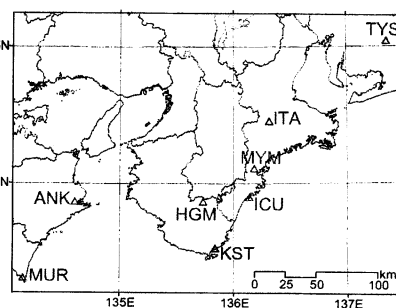 TYS
N
ITA
MYM
N
ANK
HGM
ICU
KST
MUR
0 25 50 100
km
135E 136E 137E